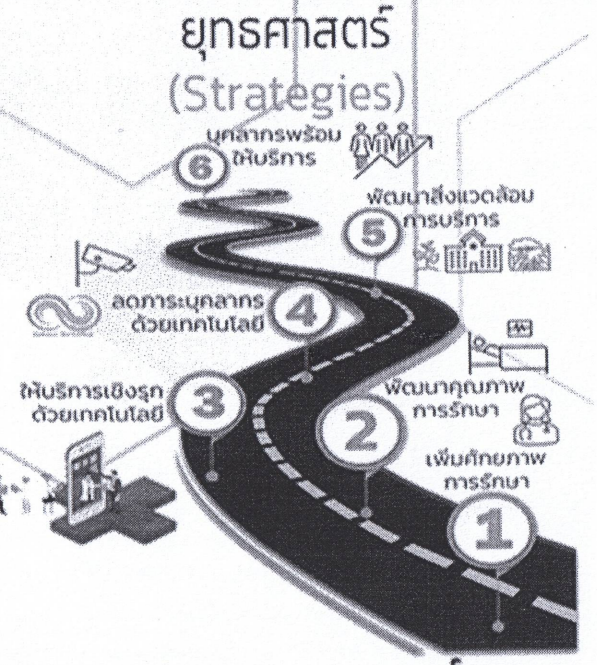 ยุทธศาสตร์
(Strategies)
บุคลากรพร้อม
ให้บริการ
6
พัฒนาสิ่งแวดล้อม
การบริการ
5
ลดภาระบุคลากร
ด้วยเทคโนโลยี
4
ให้บริการเชิงรุก
ด้วยเทคโนโลยี
3
พัฒนาคุณภาพ
การรักษา
2
เพิ่มศักยภาพ
การรักษา
1